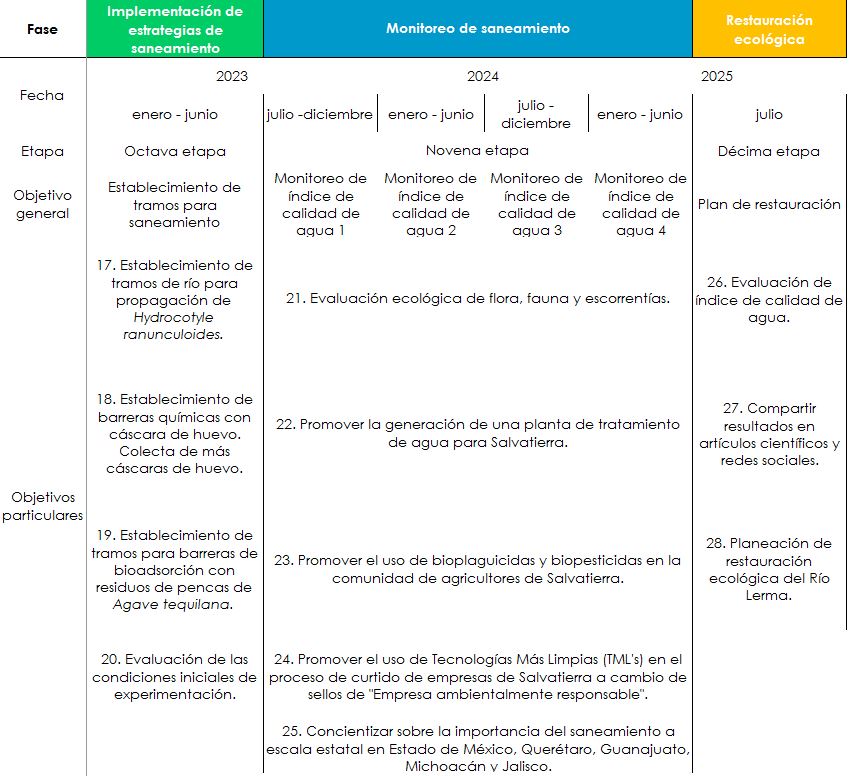 Fase
Implementación de
estrategias de
saneamiento
Monitoreo de saneamiento
Restauración
ecológica
Fecha
2023
2024
2025
enero - junio
julio -diciembre
enero - junio
julio -
diciembre
enero - junio
julio
Etapa
Octava etapa
Novena etapa
Décima etapa
Objetivo
general
Establecimiento de
tramos para
saneamiento
Monitoreo de
índice de
calidad de
agua 1
Monitoreo de
índice de
calidad de
agua 2
Monitoreo de
índice de
calidad de
agua 3
Monitoreo de
índice de
calidad de
agua 4
Plan de restauración
Objetivos
particulares
17. Establecimiento de
tramos de río para
propagación de
Hydrocotyle
ranunculoides.
21. Evaluación ecológica de flora, fauna y escorrentías.
26. Evaluación de
índice de calidad de
agua.
18. Establecimiento de
barreras químicas con
cáscara de huevo.
Colecta de más
cáscaras de huevo.
22. Promover la generación de una planta de tratamiento
de agua para Salvatierra.
27. Compartir
resultados en
artículos científicos y
redes sociales.
19. Establecimiento de
tramos para barreras de
bioadsorción con
residuos de pencas de
Agave tequilana.
23. Promover el uso de bioplaguicidas y biopesticidas en la
comunidad de agricultores de Salvatierra.
28. Planeación de
restauración
ecológica del Río
Lerma.
20. Evaluación de las
condiciones iniciales de
experimentación.
24. Promover el uso de Tecnologías Más Limpias (TML's) en el
proceso de curtido de empresas de Salvatierra a cambio de
sellos de "Empresa ambientalmente responsable".
25. Concientizar sobre la importancia del saneamiento a
escala estatal en Estado de México, Querétaro, Guanajuato,
Michoacán y Jalisco.